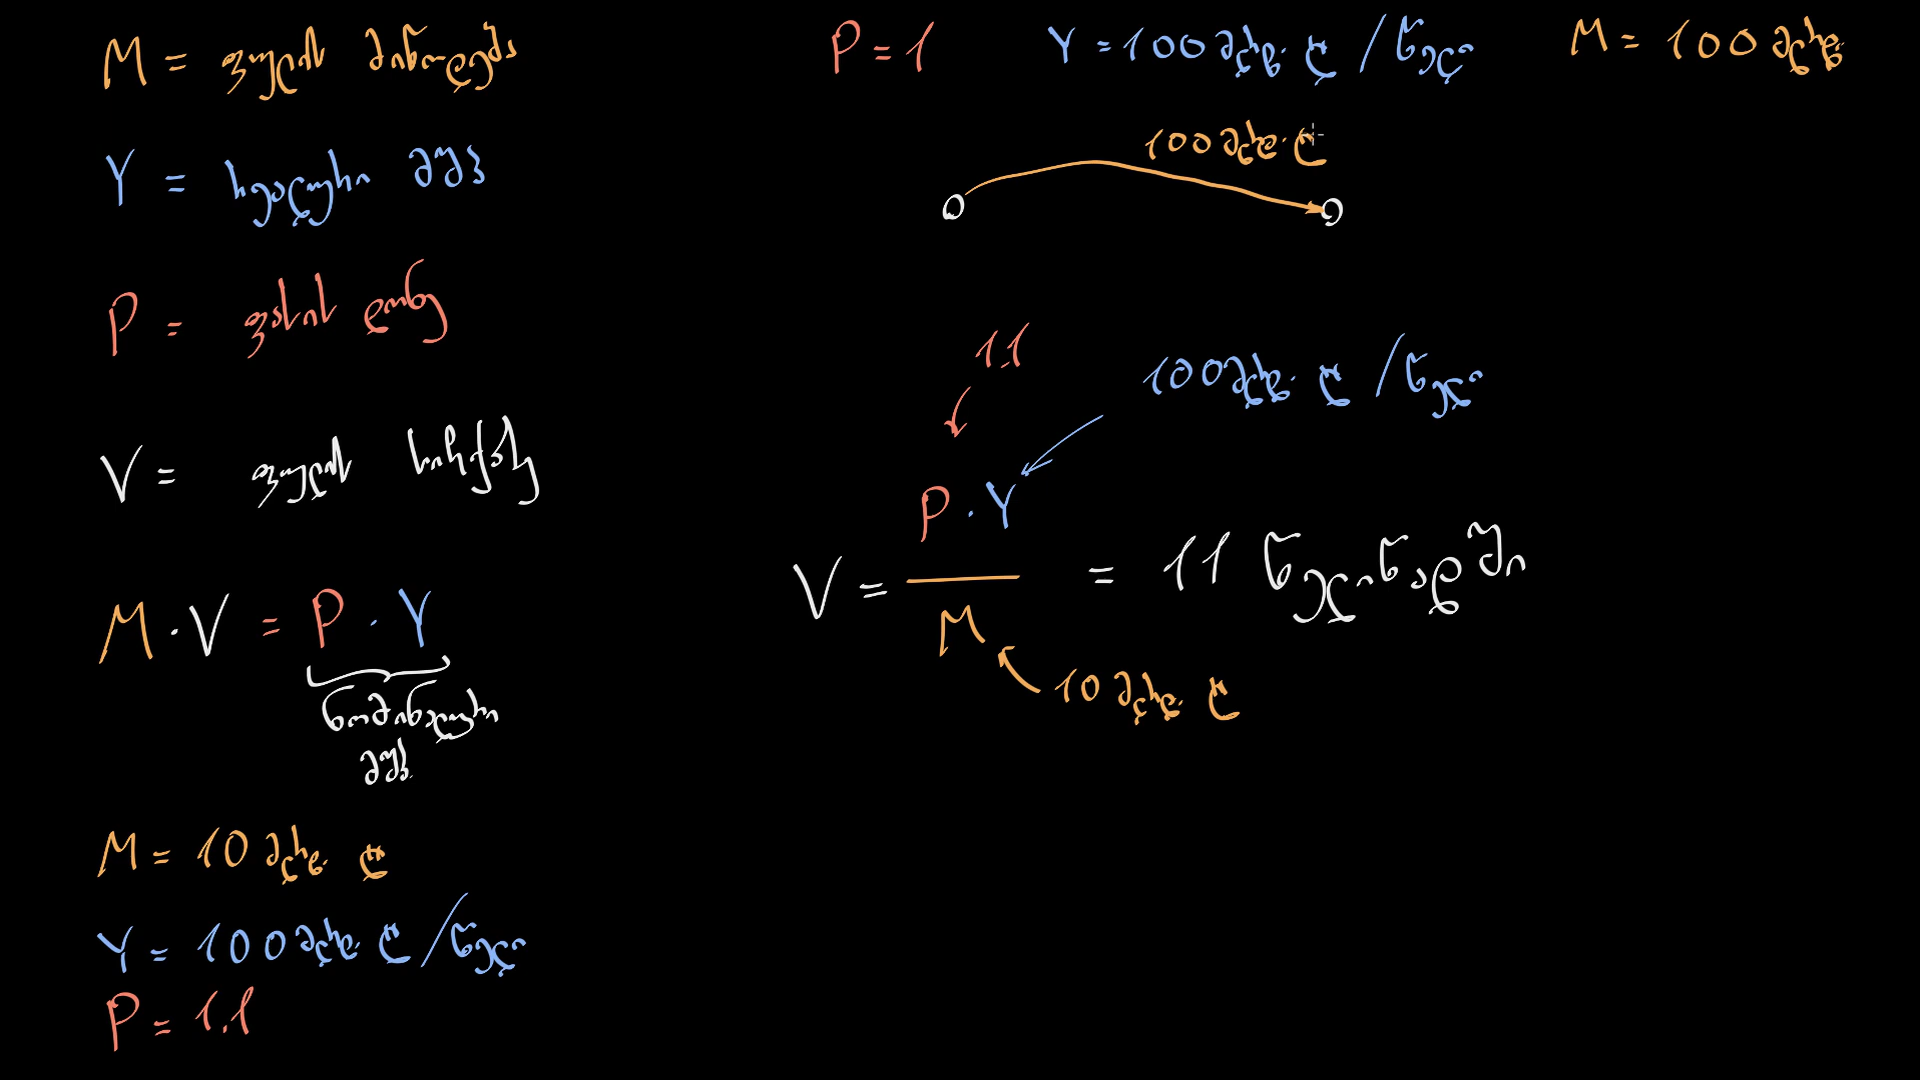 M = ფულის მიწოდება
Y = რეალური მშპ
P = ფასის დონე
V = ფულის სიჩქარე
M · V = P · Y
ნომინალური
მშპ
M = 10 მლრდ. ₾
Y = 100 მლრდ. ₾/წელი
P = 1.1
P = 1 Y = 100 მლრდ. ₾/წელი M = 100 მლრდ.
100 მლრდ. ₾
1.1
100 მლრდ. ₾/წელი
P · Y
V = = 11 წელიწადში
M
10 მლრდ. ₾